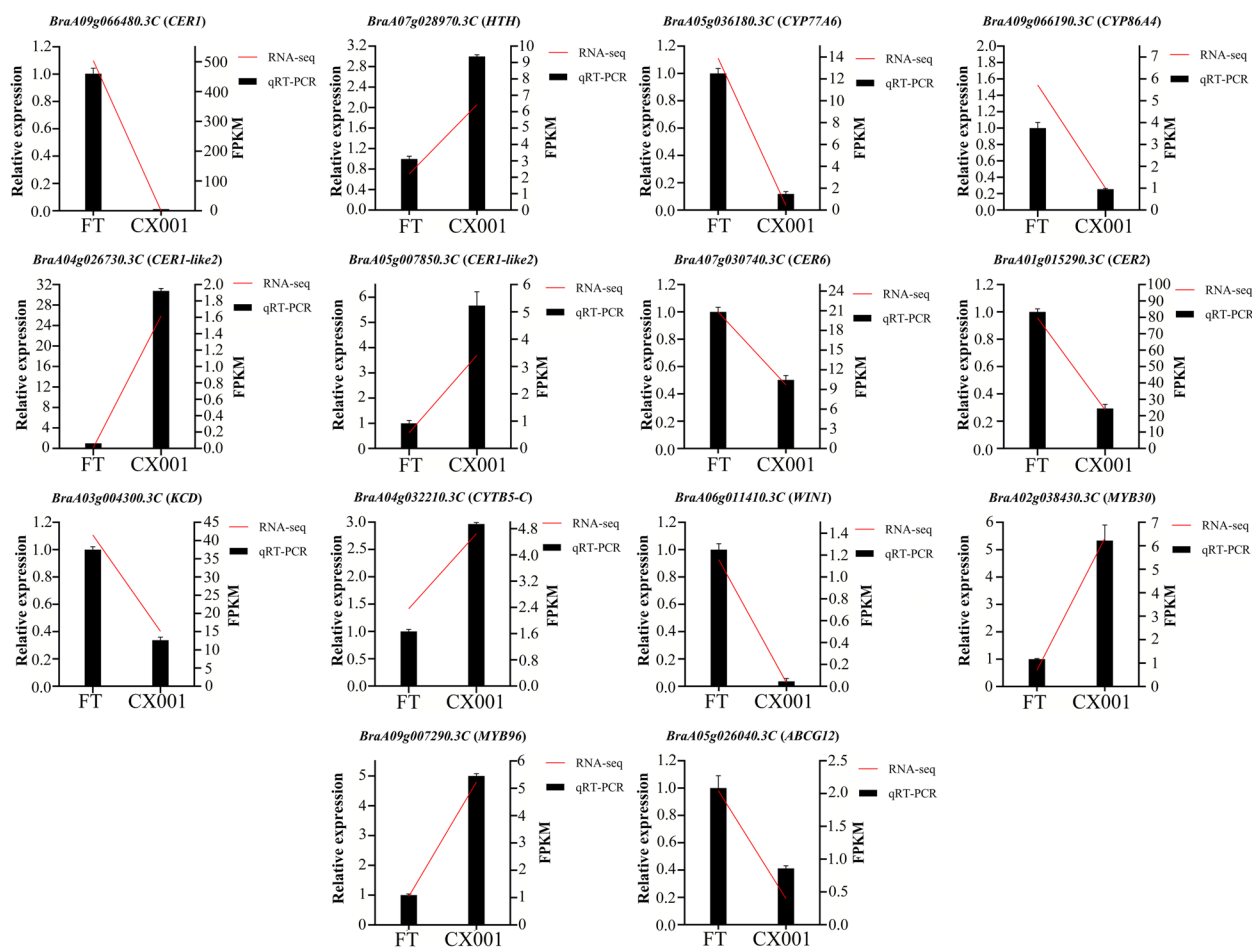 BraA09g066480.3C (CER1)
Relative expression
1.2
1.0
0.8
0.6
0.4
0.2
0.0
FT CX001
500
400
300
200
100
0
FPKM
RNA-seq
qRT-PCR
BraA07g028970.3C (HTH)
Relative expression
3.2
2.8
2.4
2.0
1.6
1.2
0.8
0.4
0.0
FT CX001
10
9
8
7
6
5
4
3
2
1
0
FPKM
RNA-seq
qRT-PCR
BraA05g036180.3C (CYP77A6)
Relative expression
1.2
1.0
0.8
0.6
0.4
0.2
0.0
FT CX001
14
12
10
8
6
4
2
0
FPKM
RNA-seq
qRT-PCR
BraA09g066190.3C (CYP86A4)
Relative expression
2.0
1.8
1.6
1.4
1.2
1.0
0.8
0.6
0.4
0.2
0.0
FT CX001
7
6
5
4
3
2
1
0
FPKM
RNA-seq
qRT-PCR
BraA04g026730.3C (CER1-like2)
Relative expression
32
28
24
20
16
12
8
4
0
FT CX001
2.0
1.8
1.6
1.4
1.2
1.0
0.8
0.6
0.4
0.2
0.0
FPKM
RNA-seq
qRT-PCR
BraA05g007850.3C (CER1-like2)
Relative expression
6
5
4
3
2
1
0
FT CX001
6
5
4
3
2
1
0
FPKM
RNA-seq
qRT-PCR
BraA07g030740.3C (CER6)
Relative expression
1.2
1.0
0.8
0.6
0.4
0.2
0.0
FT CX001
24
21
18
15
12
9
6
3
0
FPKM
RNA-seq
qRT-PCR
BraA01g015290.3C (CER2)
Relative expression
1.2
1.0
0.8
0.6
0.4
0.2
0.0
FT CX001
100
90
80
70
60
50
40
30
20
10
0
FPKM
RNA-seq
qRT-PCR
BraA03g004300.3C (KCD)
Relative expression
1.2
1.0
0.8
0.6
0.4
0.2
0.0
FT CX001
45
40
35
30
25
20
15
10
5
0
FPKM
RNA-seq
qRT-PCR
BraA04g032210.3C (CYTB5-C)
Relative expression
3.0
2.5
2.0
1.5
1.0
0.5
0.0
FT CX001
4.8
4.0
3.2
2.4
1.6
0.8
0.0
FPKM
RNA-seq
qRT-PCR
BraA06g011410.3C (WIN1)
Relative expression
1.2
1.0
0.8
0.6
0.4
0.2
0.0
FT CX001
1.4
1.2
1.0
0.8
0.6
0.4
0.2
0.0
FPKM
RNA-seq
qRT-PCR
BraA02g038430.3C (MYB30)
Relative expression
6
5
4
3
2
1
0
FT CX001
7
6
5
4
3
2
1
0
FPKM
RNA-seq
qRT-PCR
BraA09g007290.3C (MYB96)
Relative expression
5
4
3
2
1
0
FT CX001
6
5
4
3
2
1
0
FPKM
RNA-seq
qRT-PCR
BraA05g026040.3C (ABCG12)
Relative expression
1.2
1.0
0.8
0.6
0.4
0.2
0.0
FT CX001
2.5
2.0
1.5
1.0
0.5
0.0
FPKM
RNA-seq
qRT-PCR